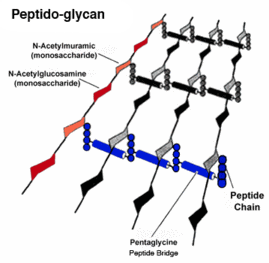 Peptido-glycan
N-Acetylmuramic
(monosaccharide)
N-Acetylglucosamine
(monosaccharide)
Peptide
Chain
Pentaglycine
Peptide Bridge